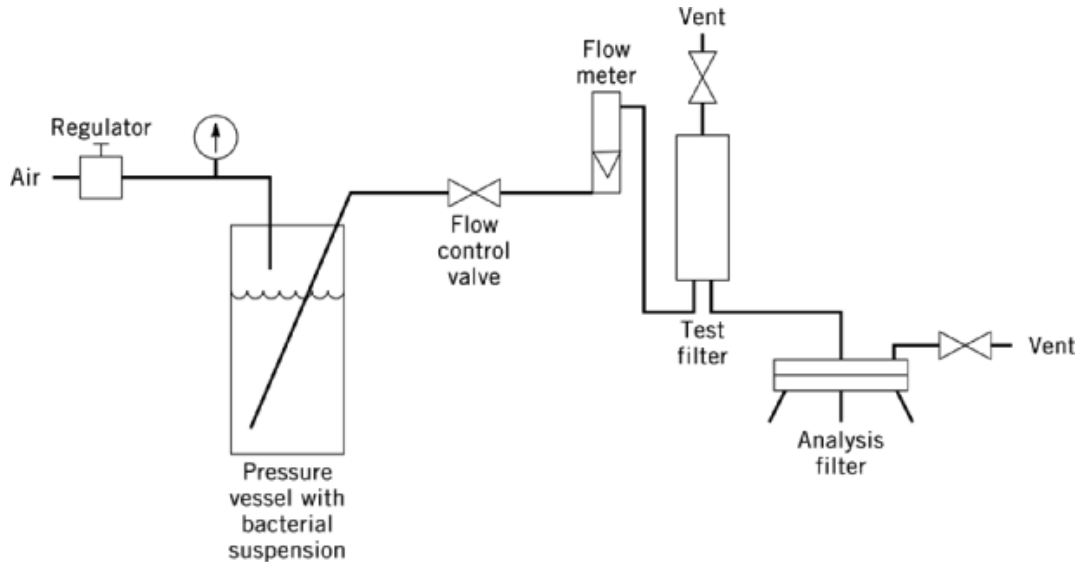 Vent
Flow
meter
Regulator
Air
Flow
control
valve
Test
filter
Vent
Analysis
filter
Pressure
vessel with
bacterial
suspension